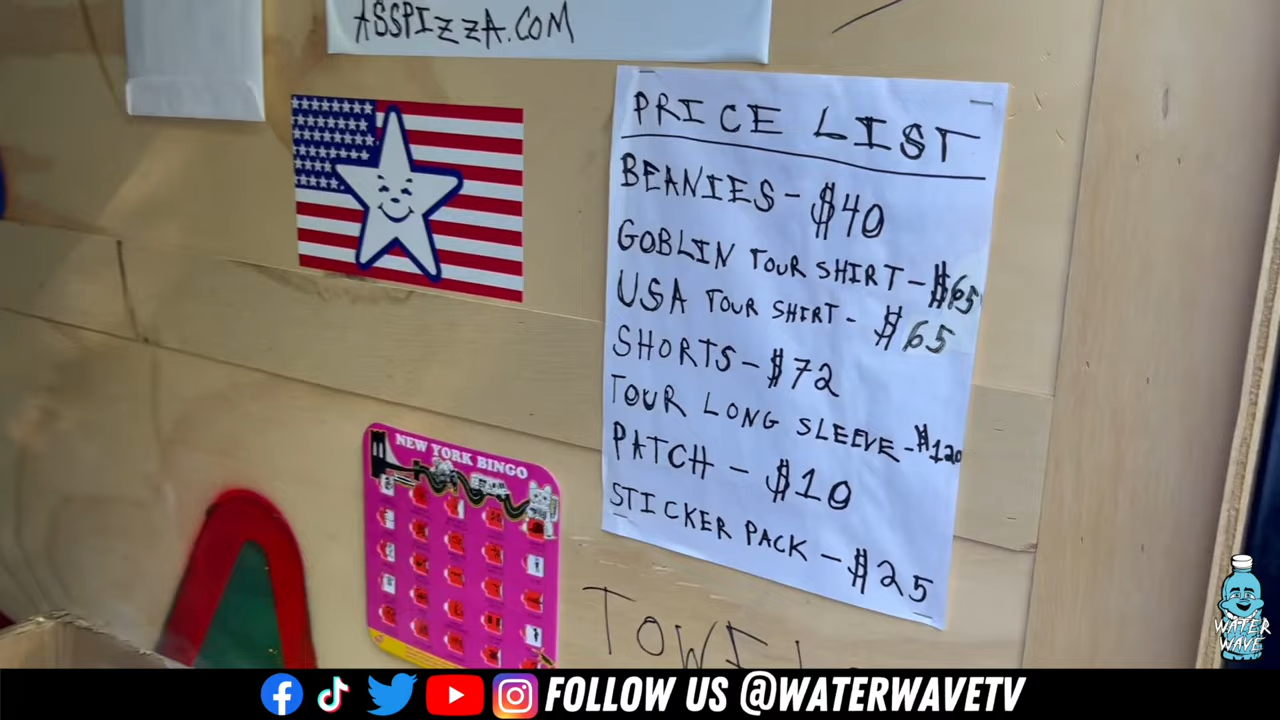 ASSPIZZA.COM
PRICE LIST
BEANIES - $40
GOBLIN TOUR SHIRT - $65
USA TOUR SHIRT - $65
SHORTS - $72
TOUR LONG SLEEVE - $120
PATCH - $10
STICKER PACK - $25
NEW YORK BINGO
WATER
WAVE
FOLLOW US @WATERWAVETV